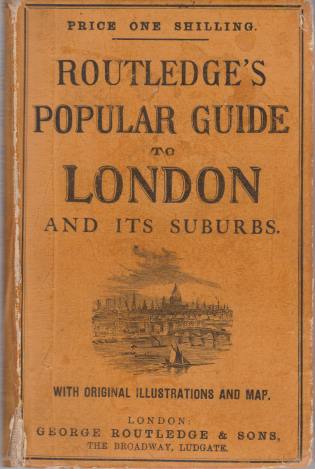 PRICE ONE SHILLING.
ROUTLEDGE'S
POPULAR GUIDE
TO
LONDON
AND ITS SUBURBS.
WITH ORIGINAL ILLUSTRATIONS AND MAP.
LONDON:
GEORGE ROUTLEDGE & SONS,
THE BROADWAY, LUDGATE.